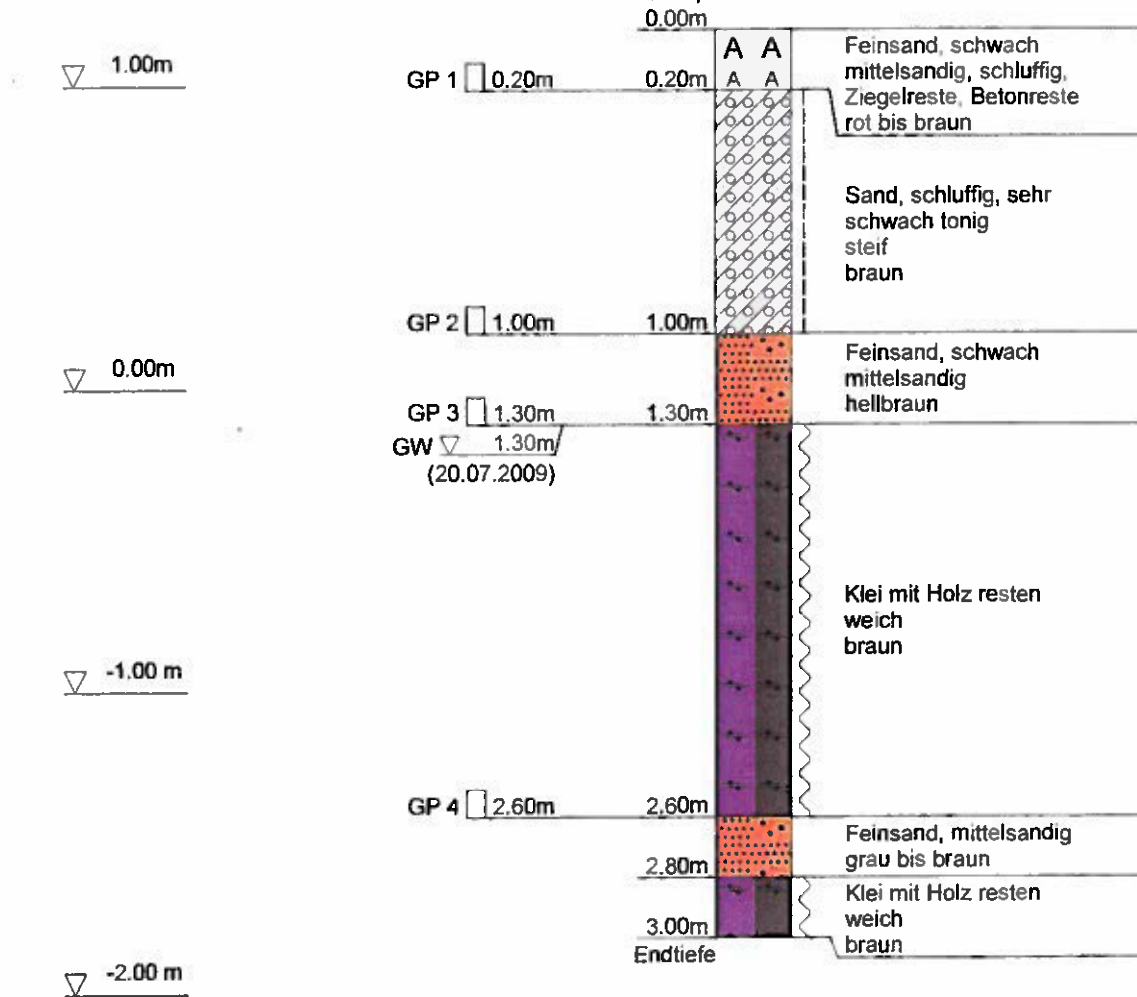 0.00m
A A
A A
Feinsand, schwach
mittelsandig, schluffig,
Ziegelreste, Betonreste
rot bis braun
1.00m
GP 1 0.20m 0.20m
Sand, schluffig, sehr
schwach tonig
steif
braun
GP 2 1.00m 1.00m
Feinsand, schwach
mittelsandig
hellbraun
0.00m
GP 3 1.30m 1.30m
GW 1.30m
(20.07.2009)
Klei mit Holz resten
weich
braun
-1.00 m
GP 4 2.60m 2.60m
Feinsand, mittelsandig
grau bis braun
2.80m
Klei mit Holz resten
weich
braun
3.00m
Endtiefe
-2.00 m